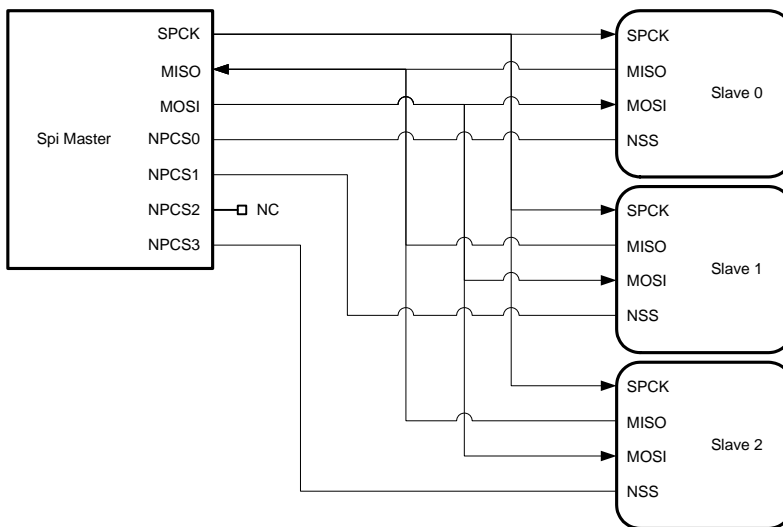 Spi Master
SPCK
MISO
MOSI
NPCS0
NPCS1
NPCS2
NPCS3
NC
SPCK
MISO
MOSI
NSS
Slave 0
SPCK
MISO
MOSI
NSS
Slave 1
SPCK
MISO
MOSI
NSS
Slave 2